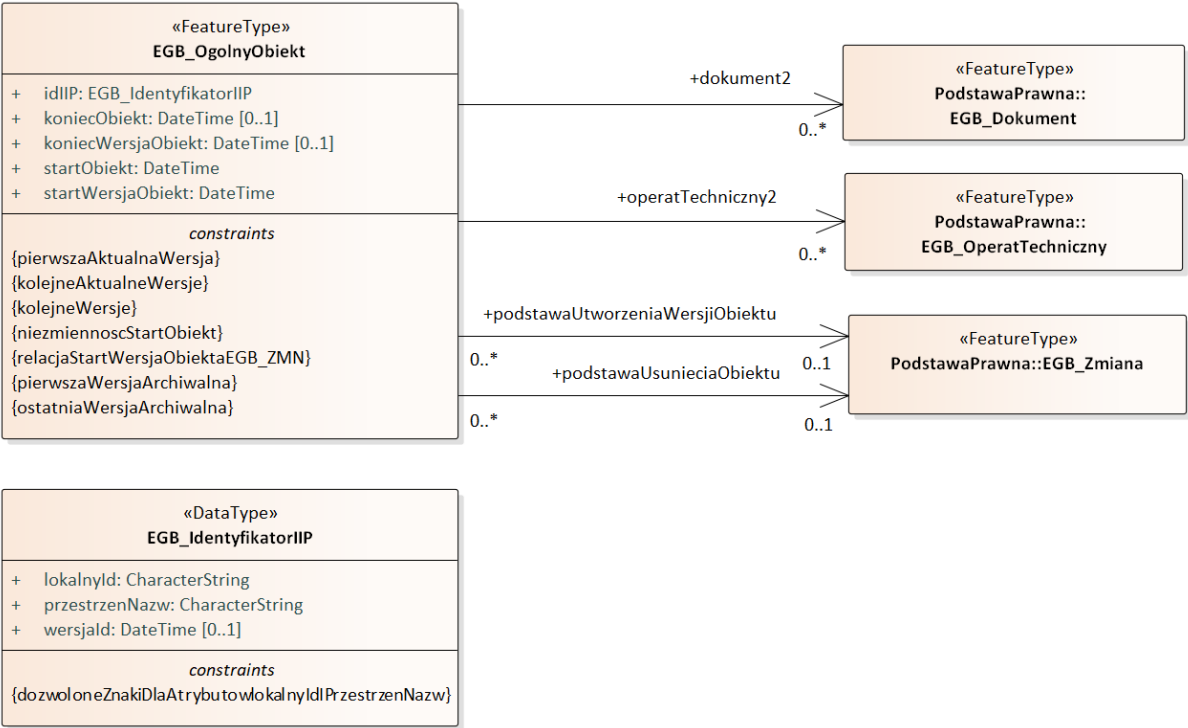 «FeatureType»
EGB_OgolnyObiekt
+ idIIP: EGB_IdentyfikatorIIP
+ koniecObiekt: DateTime [0..1]
+ koniecWersjaObiekt: DateTime [0..1]
+ startObiekt: DateTime
+ startWersjaObiekt: DateTime
constraints
{pierwszaAktualnaWersja}
{kolejneAktualneWersje}
{kolejneWersje}
{niezmiennoscStartObiekt}
{relacjaStartWersjaObiektaEGB_ZMN}
{pierwszaWersjaArchiwalna}
{ostatniaWersjaArchiwalna}
+dokument2
0..*
«FeatureType»
PodstawaPrawna::
EGB_Dokument
+operatTechniczny2
0..*
«FeatureType»
PodstawaPrawna::
EGB_OperatTechniczny
+podstawaUtworzeniaWersjiObiektu
0..*
0..1
+podstawaUsunieciaObiektu
0..*
0..1
«FeatureType»
PodstawaPrawna::EGB_Zmiana
«DataType»
EGB_IdentyfikatorIIP
+ lokalnyId: CharacterString
+ przestrzenNazw: CharacterString
+ wersjaId: DateTime [0..1]
constraints
{dozwoloneZnakiDlaAtrybutowlokalnyIdIPrzestrzenNazw}